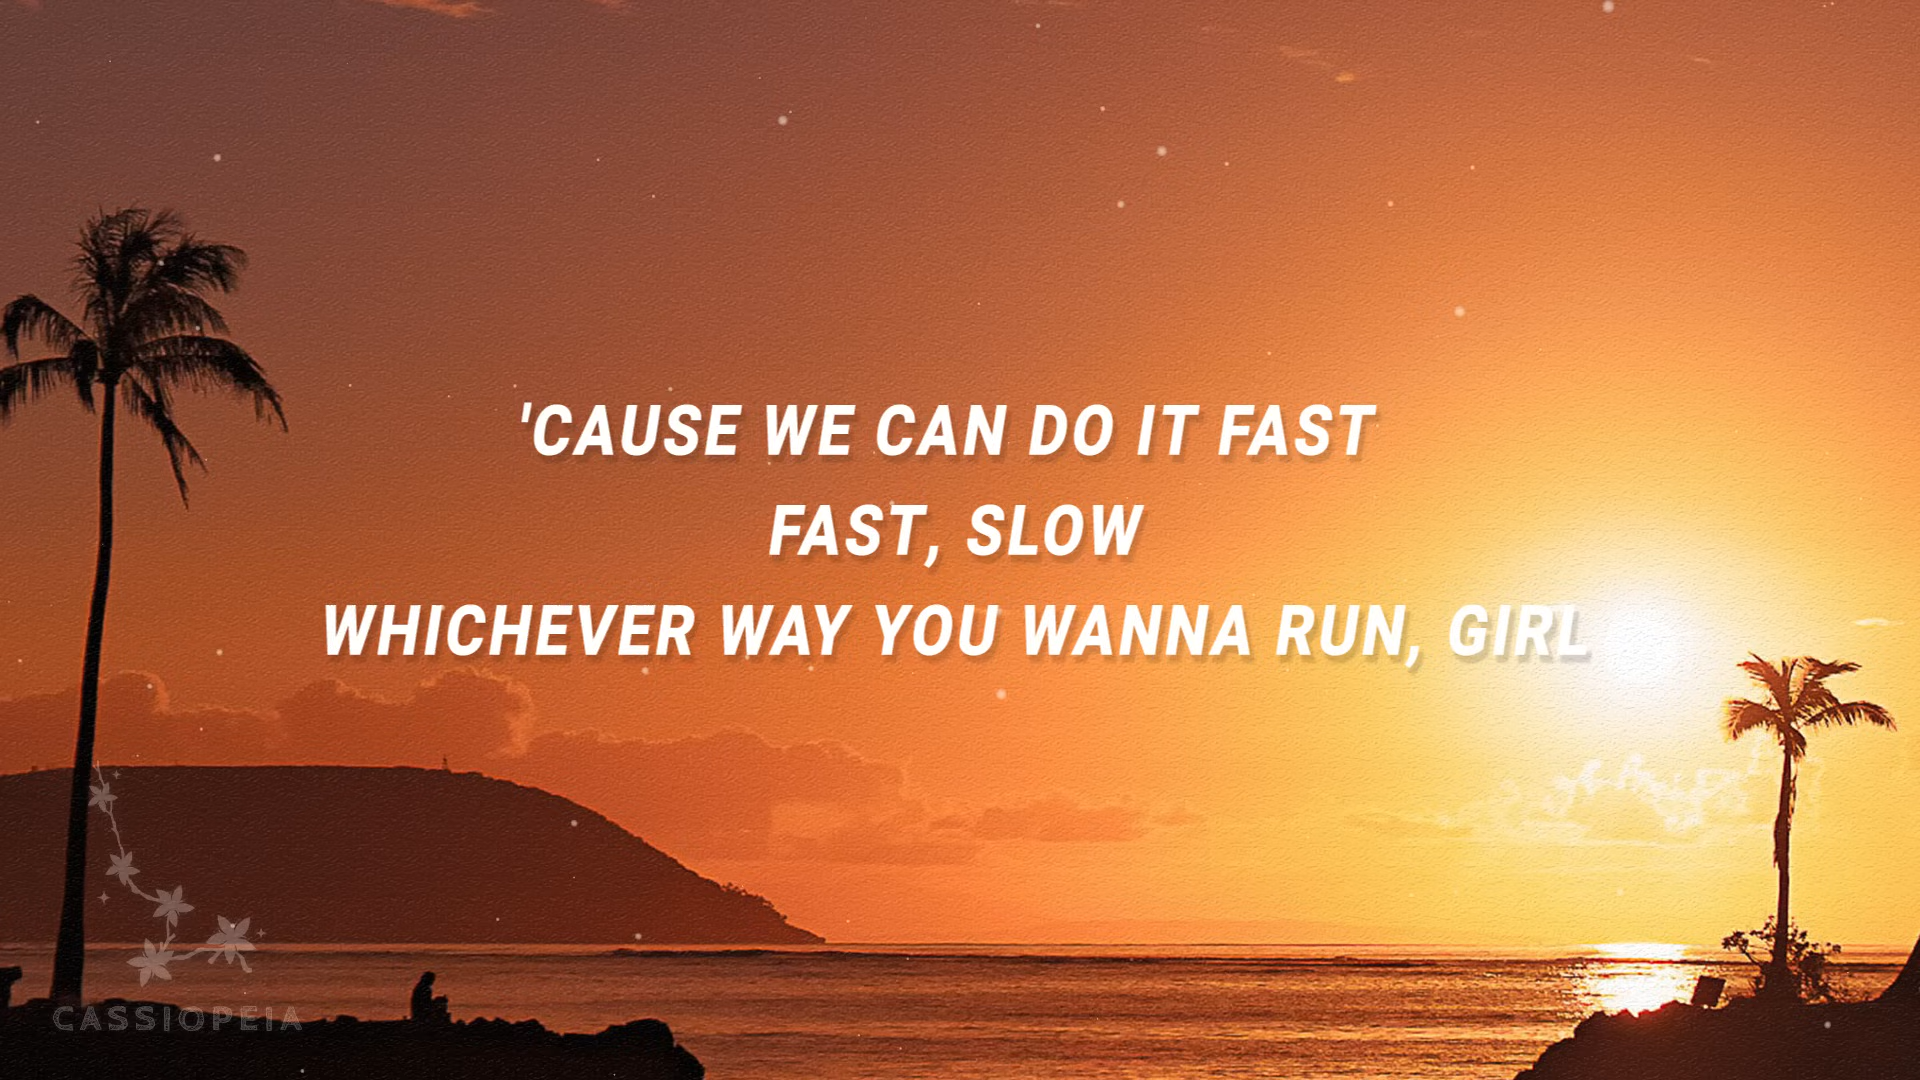 'CAUSE WE CAN DO IT FAST
FAST, SLOW
WHICHEVER WAY YOU WANNA RUN, GIRL
CASSIOPEIA